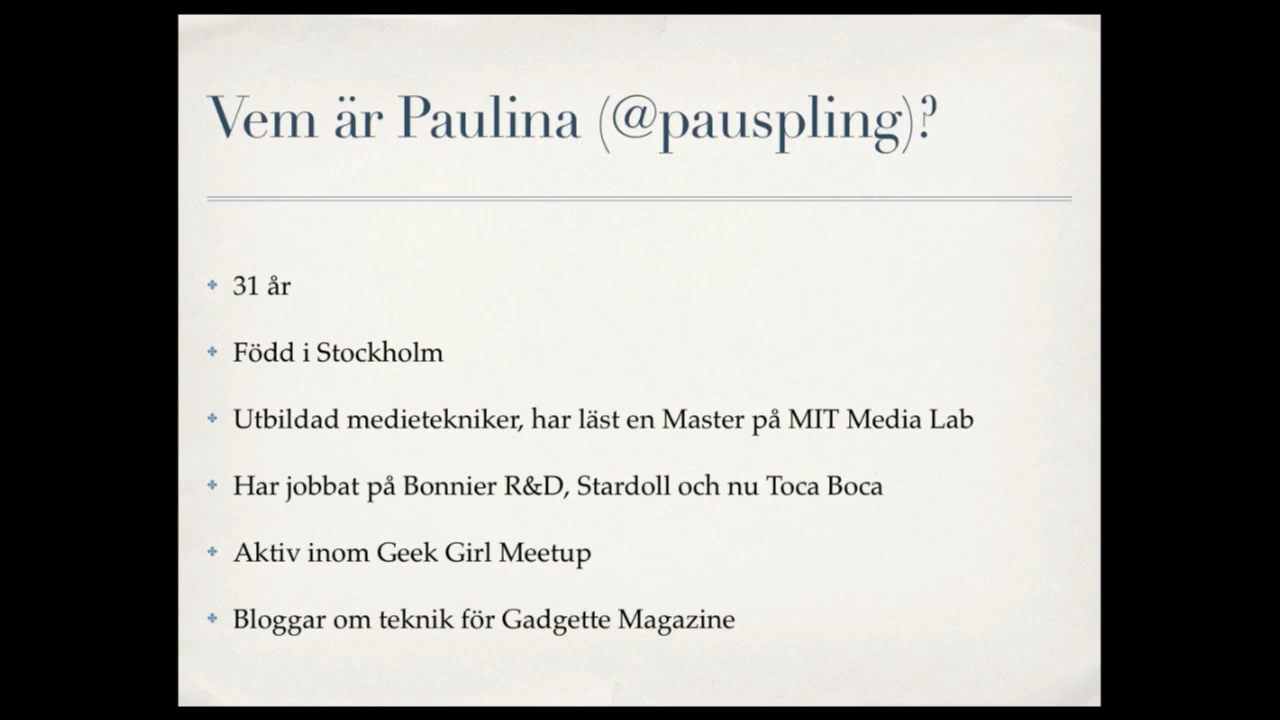 Vem är Paulina (@pauspling)?
31 år
Född i Stockholm
Utbildad medietekniker, har läst en Master på MIT Media Lab
Har jobbat på Bonnier R&D, Stardoll och nu Toca Boca
Aktiv inom Geek Girl Meetup
Bloggar om teknik för Gadgette Magazine